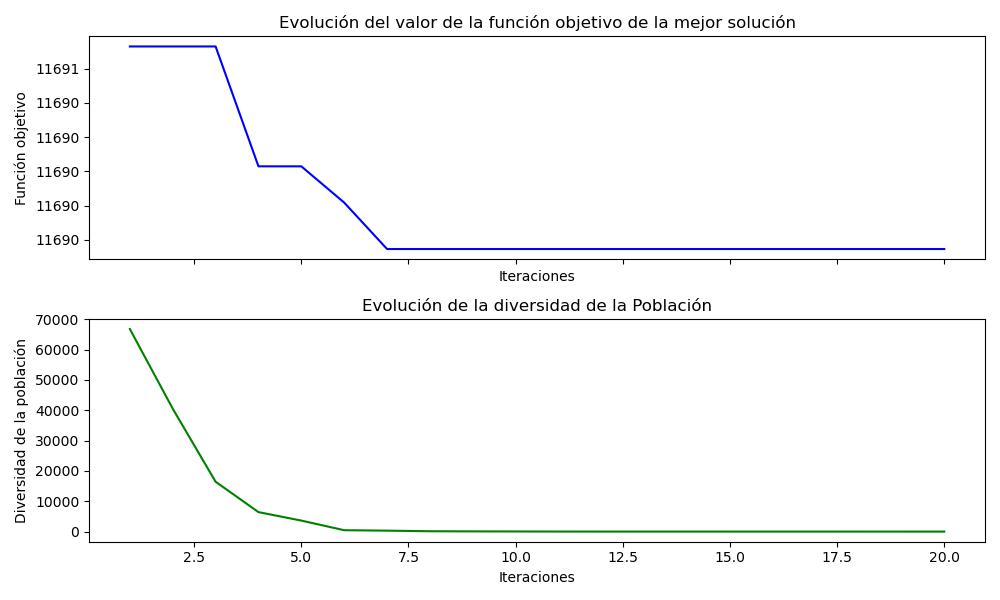 Evolución del valor de la función objetivo de la mejor solución
Función objetivo
11691
11690
11690
11690
11690
11690
Iteraciones
Evolución de la diversidad de la Población
Diversidad de la población
70000
60000
50000
40000
30000
20000
10000
0
2.5 5.0 7.5 10.0 12.5 15.0 17.5 20.0
Iteraciones